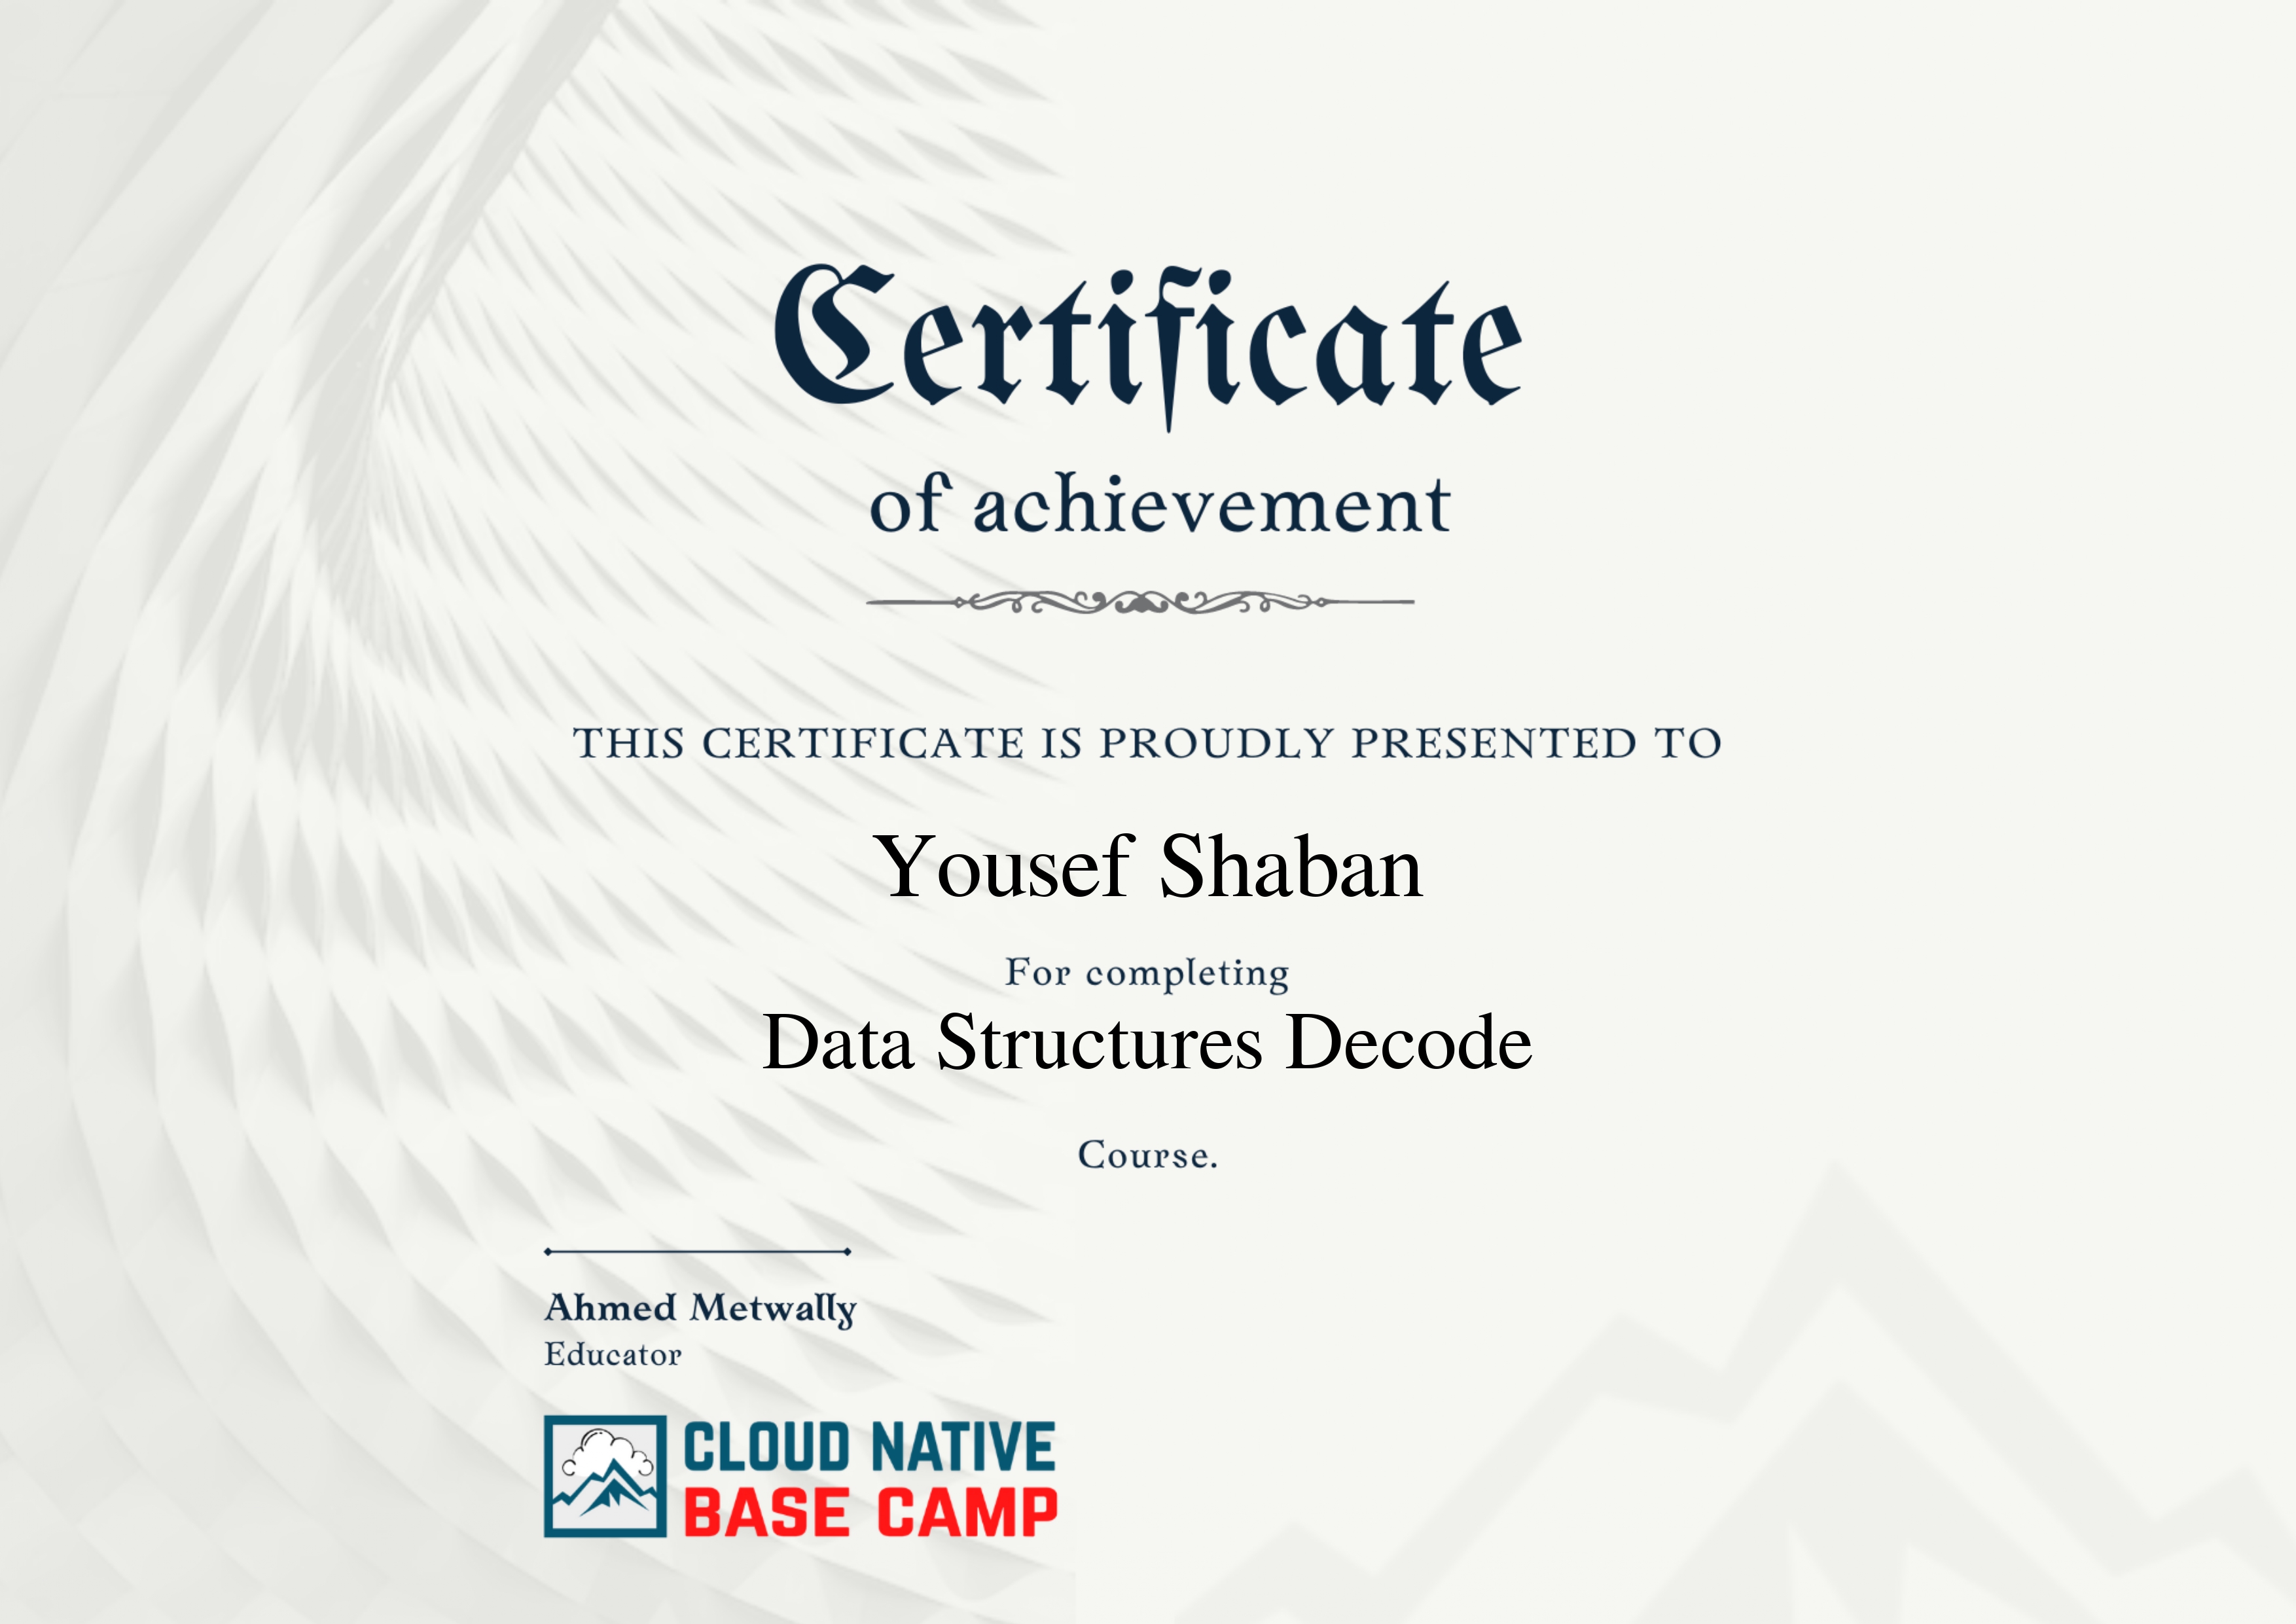 Certificate
of achievement
THIS CERTIFICATE IS PROUDLY PRESENTED TO
Yousef Shaban
For completing
Data Structures Decode
Course.
Ahmed Metwally
Educator
CLOUD NATIVE
BASE CAMP